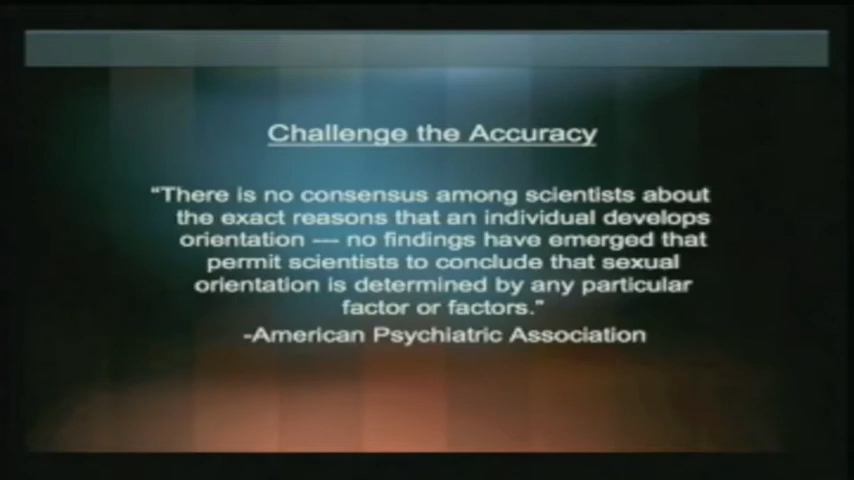 Challenge the Accuracy
“There is no consensus among scientists about
the exact reasons that an individual develops
orientation --- no findings have emerged that
permit scientists to conclude that sexual
orientation is determined by any particular
factor or factors.”
-American Psychiatric Association